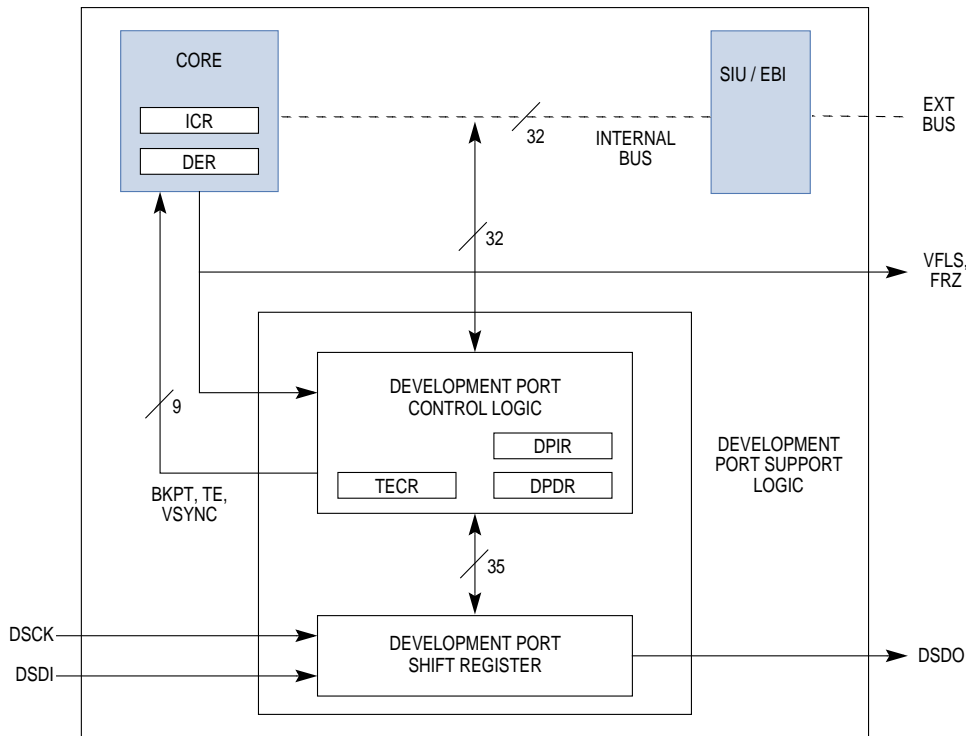 CORE
ICR
DER
SIU / EBI
32
INTERNAL
BUS
EXT
BUS
32
VFLS,
FRZ
DEVELOPMENT PORT
CONTROL LOGIC
9
DPIR
TECR
DPDR
BKPT, TE,
VSYNC
DEVELOPMENT
PORT SUPPORT
LOGIC
35
DSCK
DSDI
DEVELOPMENT PORT
SHIFT REGISTER
DSDO